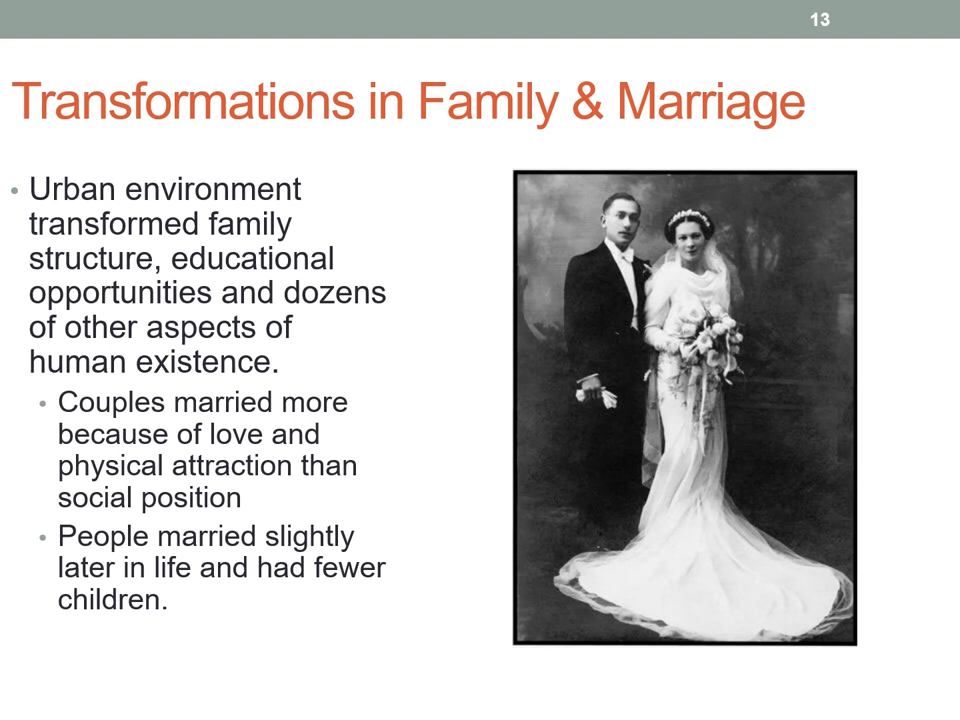 13
Transformations in Family & Marriage
• Urban environment
transformed family
structure, educational
opportunities and dozens
of other aspects of
human existence.
• Couples married more
because of love and
physical attraction than
social position
• People married slightly
later in life and had fewer
children.